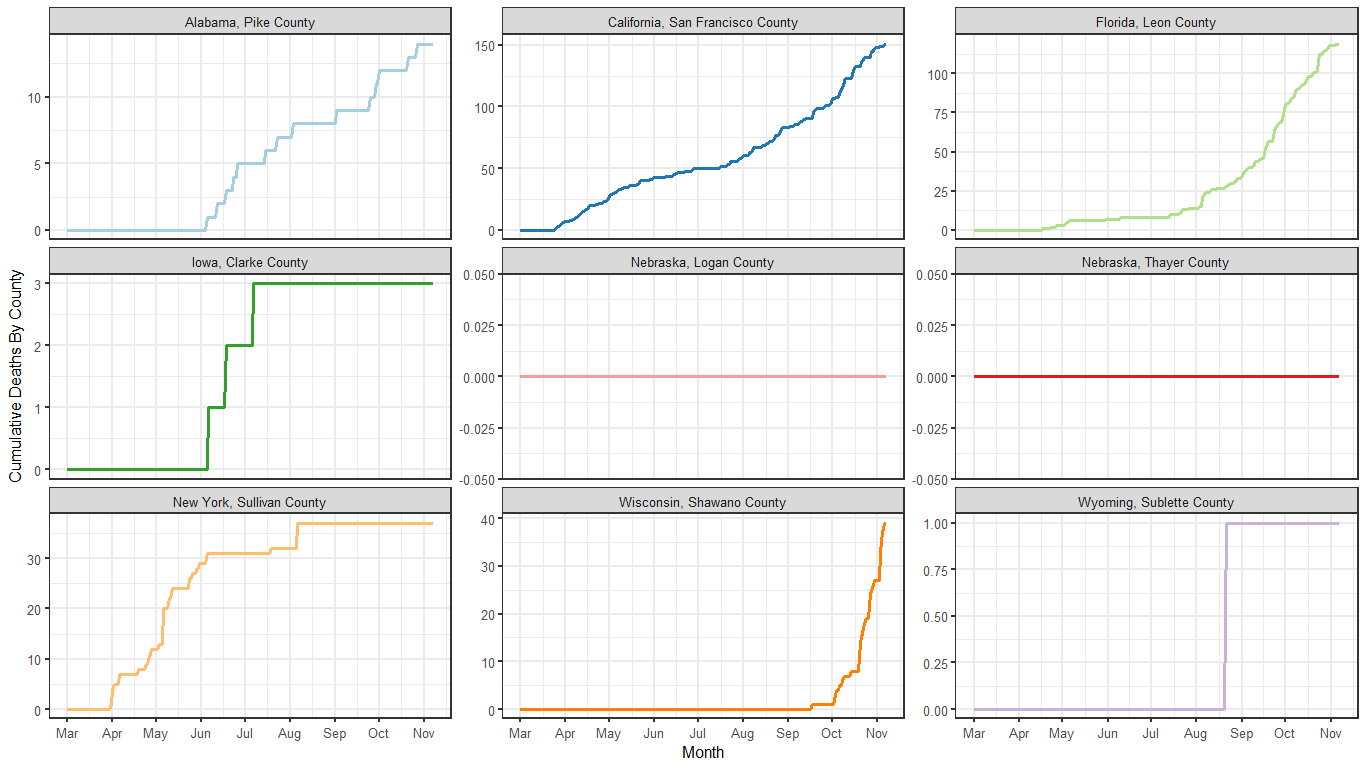 Alabama, Pike County
California, San Francisco County
Florida, Leon County
10
5
0
150
100
50
0
100
75
50
25
0
Iowa, Clarke County
Nebraska, Logan County
Nebraska, Thayer County
3
2
1
0
0.050
0.025
0.000
-0.025
-0.050
0.050
0.025
0.000
-0.025
-0.050
New York, Sullivan County
Wisconsin, Shawano County
Wyoming, Sublette County
30
20
10
0
40
30
20
10
0
1.00
0.75
0.50
0.25
0.00
Mar Apr May Jun Jul Aug Sep Oct Nov
Mar Apr May Jun Jul Aug Sep Oct Nov
Mar Apr May Jun Jul Aug Sep Oct Nov
Month
Cumulative Deaths By County